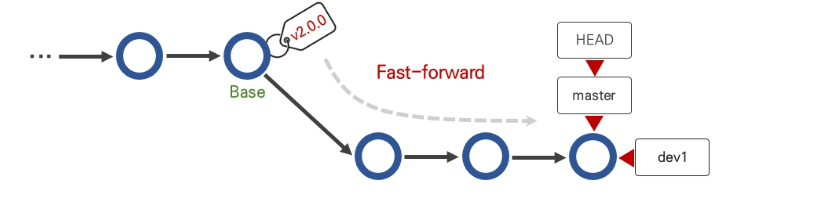 ...
v2.0.0
Base
Fast-forward
HEAD
master
dev1